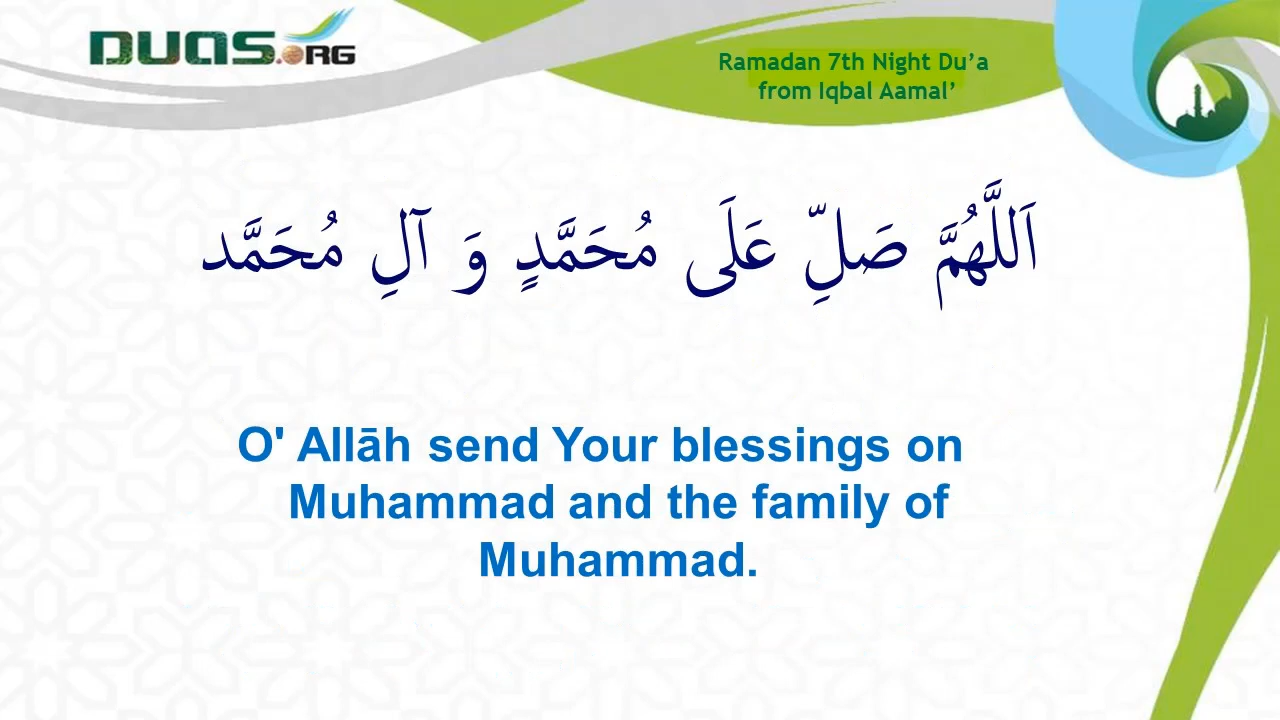 DUAS.ORG
Ramadan 7th Night Du’a
from Iqbal Aamal’
اَللَّهُمَّ صَلِّ عَلَى مُحَمَّدٍ وَ آلِ مُحَمَّد
O' Allāh send Your blessings on
Muhammad and the family of
Muhammad.